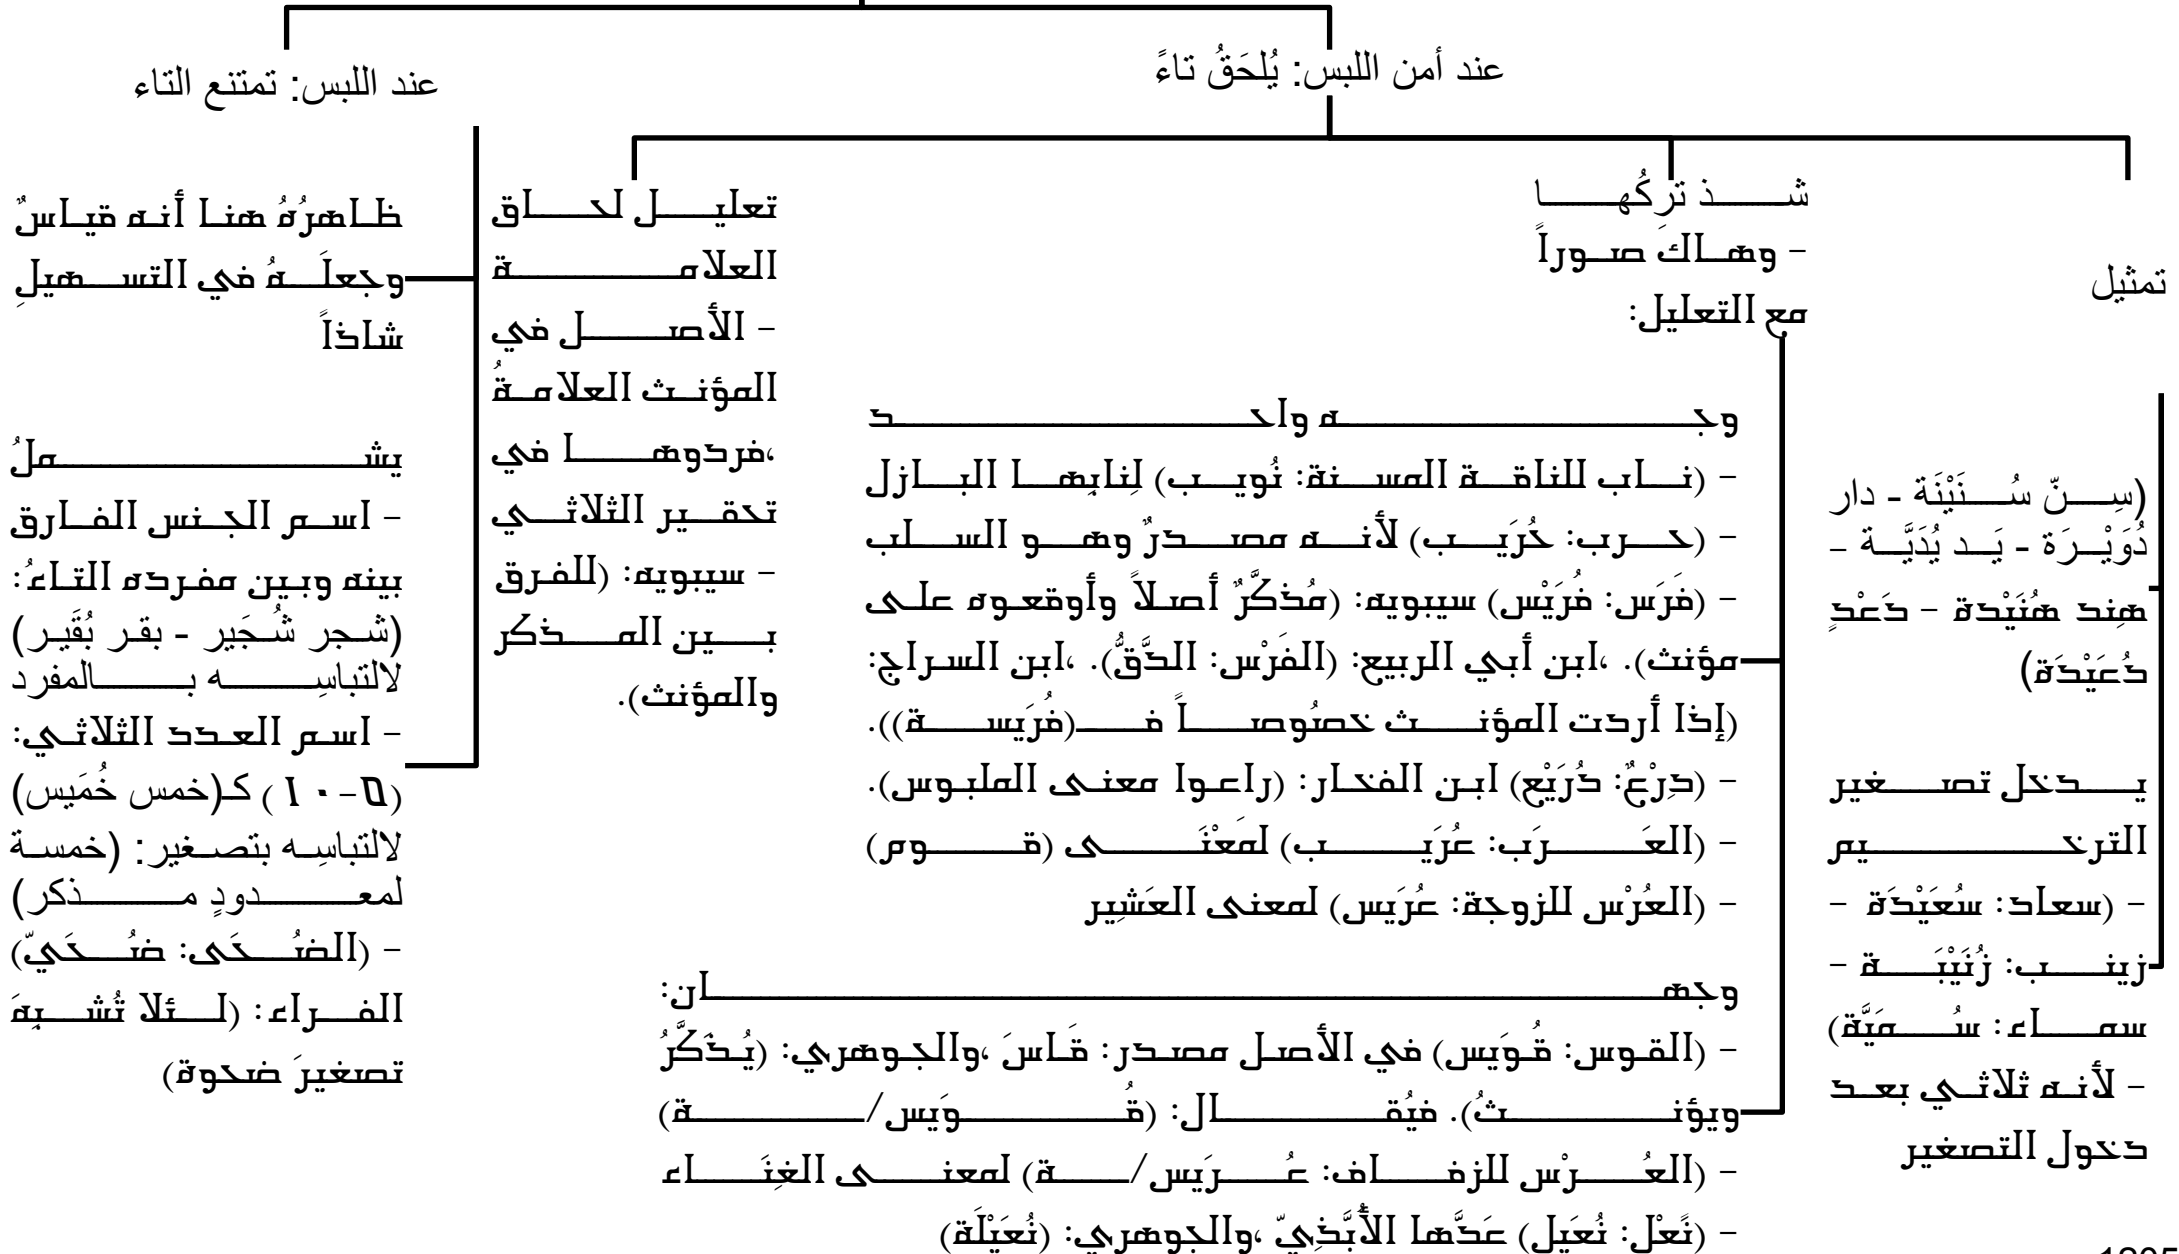 عند أمن اللبس: يُلحَقُ تاءً
عند اللبس: تمتنع التاء
تمثيل
(سِنّ سُنَيْنَة - دار
دُوَيْرَة - يَد يُدَيَّة -
هِند هُنَيْدة - دَعْدٍ
دُعَيْدَة)
يدخل تصغير
الترخيم
- (سعاد: سُعَيْدَة -
زينب: زُنَيْبَة -
سماء: سُمَيَّة)
- لأنه ثلاثي بعد
دخول التصغير
شذ تركُها
- وهاكَ صوراً
مع التعليل:
وجه واحد
- (ناب للناقة المسنة: نُويب) لِنابِها البازل
- (حرب: حُرَيب) لأنه مصدرٌ وهو السلب
- (فَرَس: فُرَيْس) سيبويه: (مُذكَّرٌ أصلاً وأوقعوه على
مؤنث). ،ابن أبي الربيع: (الفَرْس: الدَّقُّ). ،ابن السراج:
(إذا أردت المؤنث خصُوصاً فـ(فُرَيسة)).
- (دِرْعٌ: دُرَيْع) ابن الفخار: (راعوا معنى الملبوس).
- (العَرَب: عُرَيب) لمَعْنَى (قوم)
- (العُرْس للزوجة: عُرَيس) لمعنى العَشِير
وجهان:
- (القوس: قُوَيس) في الأصل مصدر: قَاسَ ،والجوهري: (يُذكَّرُ
ويؤنثُ). فيُقال: (قُوَيس/ـة)
- (العُرْس للزفاف: عُرَيس/ـة) لمعنى الغِنَاء
- (نَعْل: نُعَيل) عَدَّها الأُبَّذِيّ ،والجوهري: (نُعَيْلَة)
تعليل لحاق
العلامة
- الأصل في
المؤنث العلامةُ
،فردوها في
تحقير الثلاثي
- سيبويه: (للفرق
بين المذكر
والمؤنث).
ظاهرُهُ هنا أنه قياسٌ
وجعلَهُ في التسهيلِ
شاذاً
يشملُ
- اسم الجنس الفارق
بينه وبين مفرده التاءُ:
(شجر شُجَير - بقر بُقَير)
لالتباسِه بالمفرد
- اسم العدد الثلاثي:
(٥-١٠) كـ(خمس خُمَيس)
لالتباسِه بتصغير: (خمسة
لمعدودٍ مذكر)
- (الضُحَى: ضُحَيّ)
الفراء: (لئلا تُشبِهَ
تصغيرَ ضحوة)